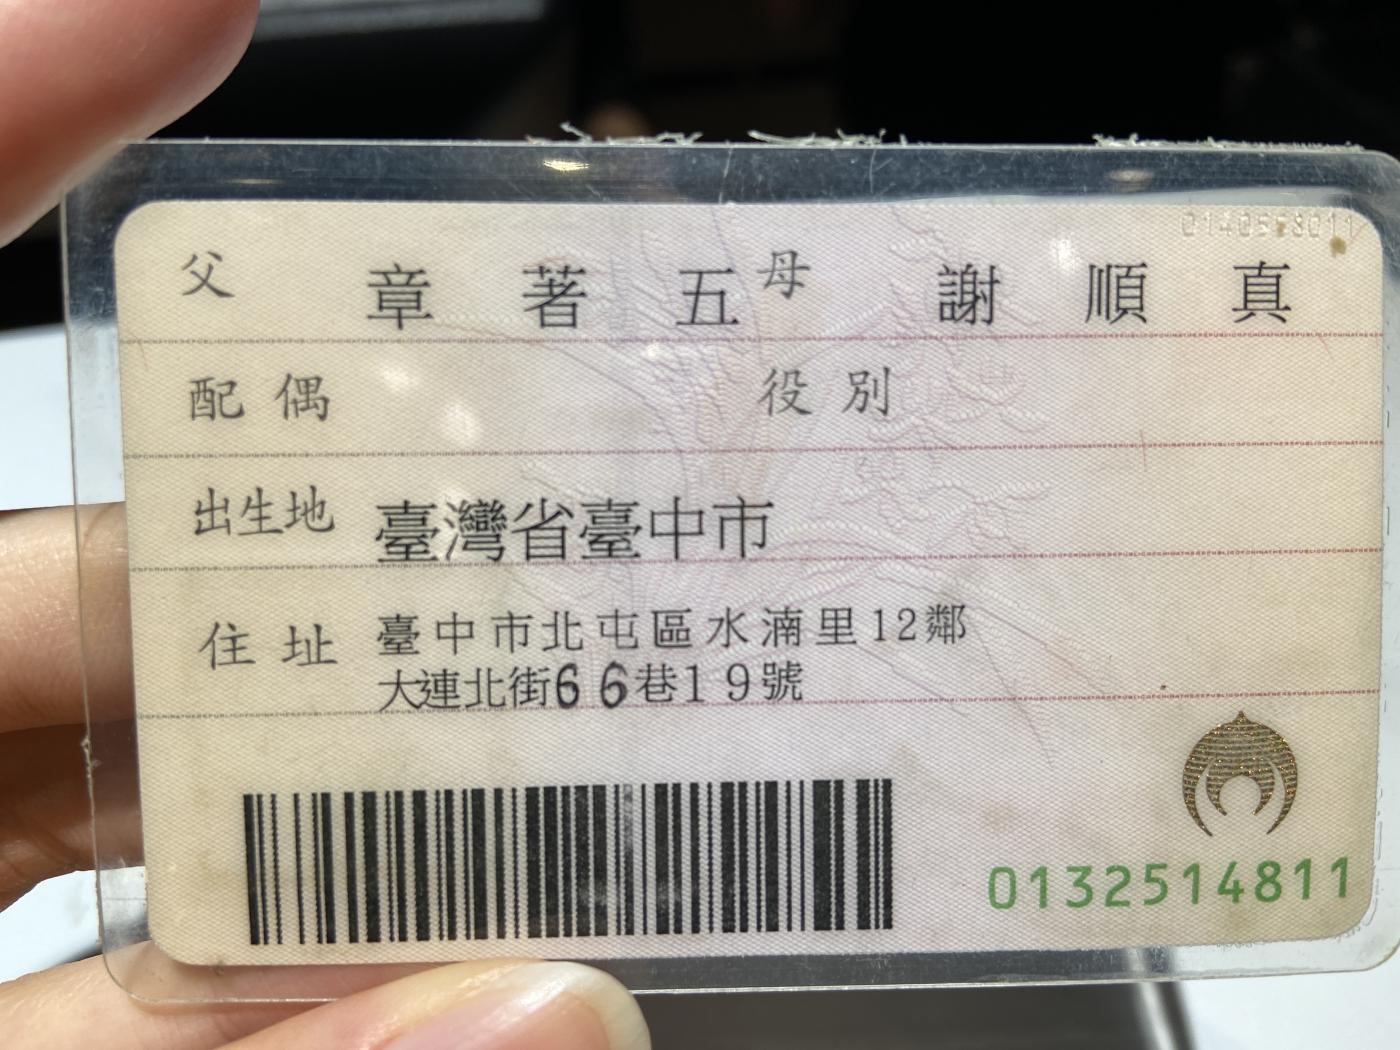 父 章著五 母 謝順真
配偶 役別
出生地 臺灣省臺中市
住址 臺中市北屯區水湳里12鄰
大連北街66巷19號
0132514811